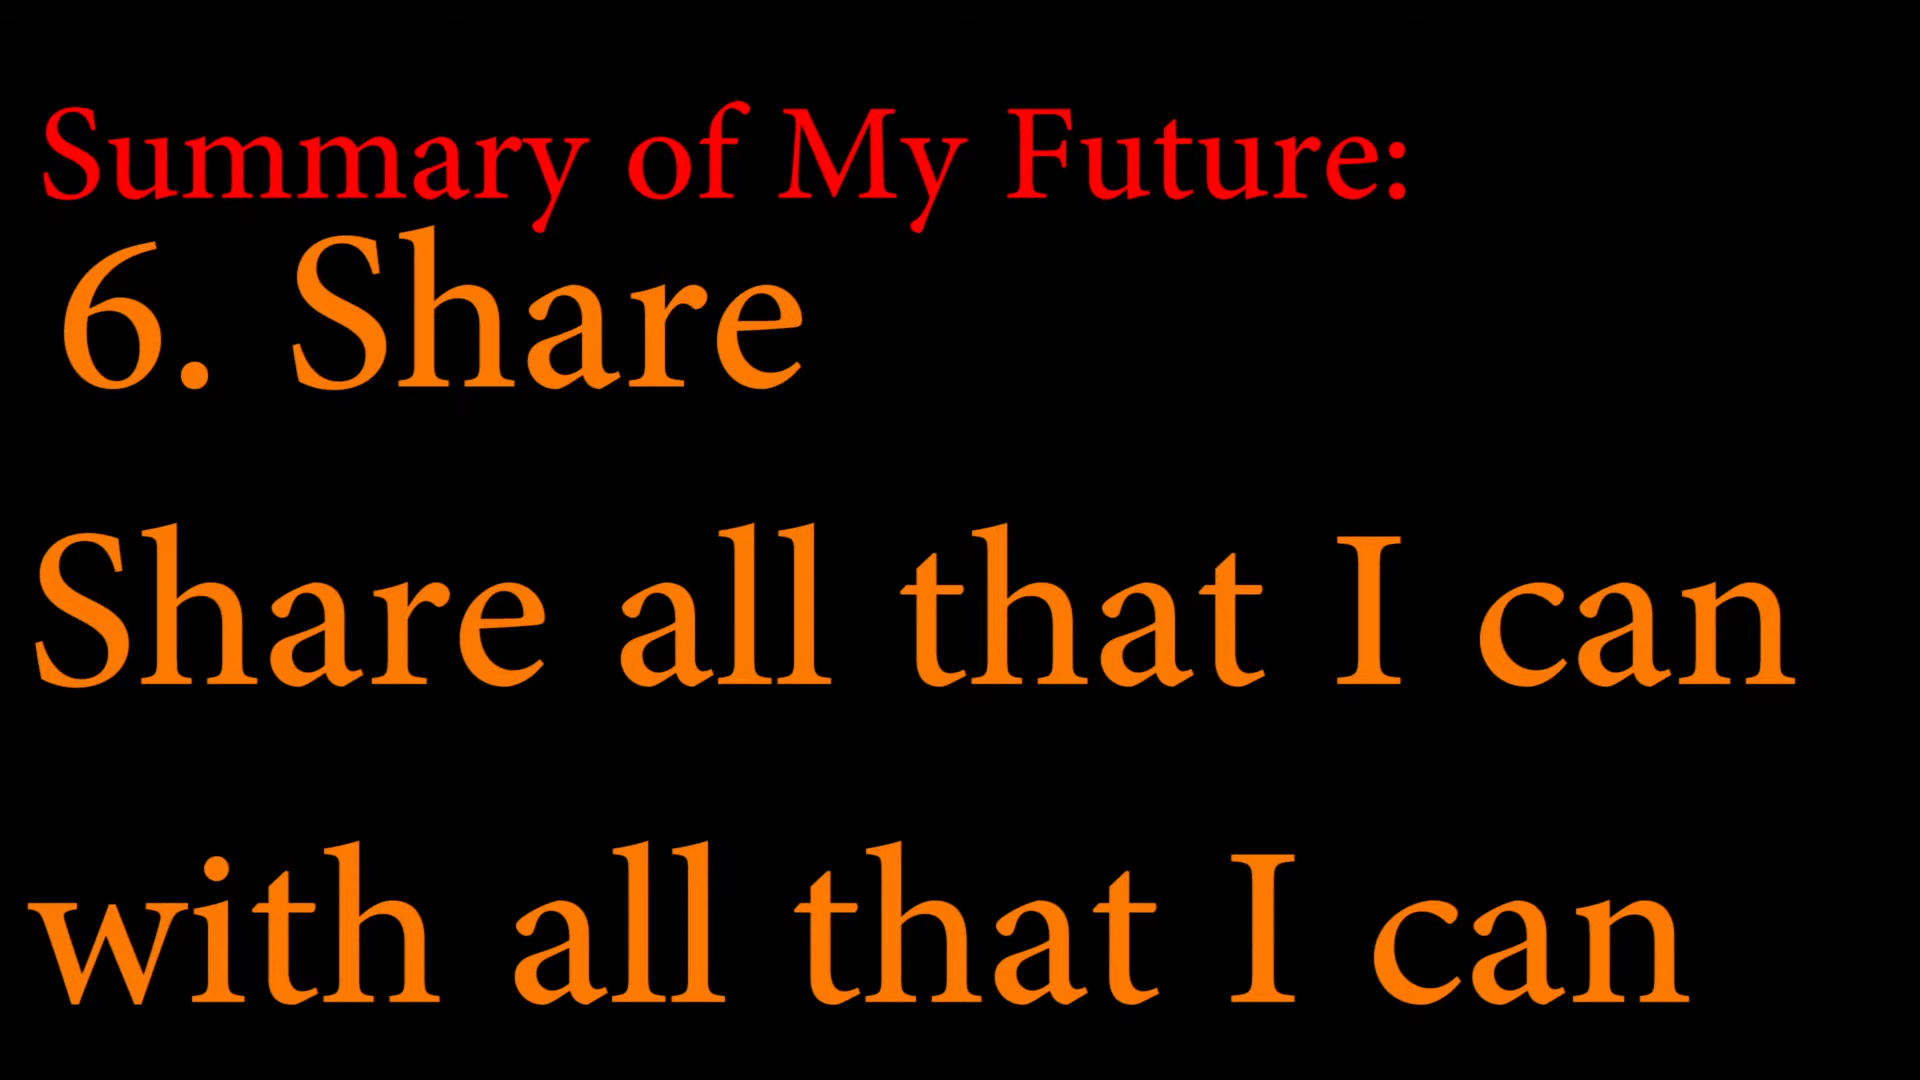 Summary of My Future:
6. Share
Share all that I can
with all that I can